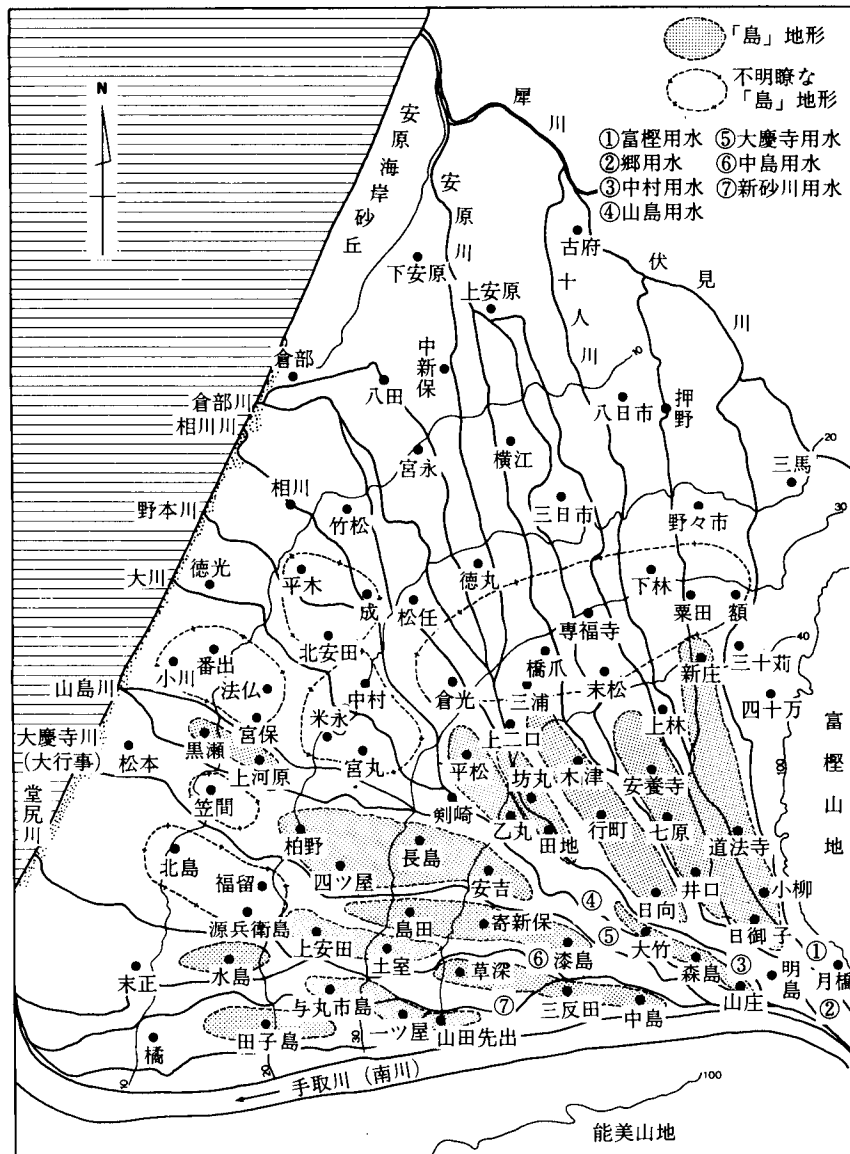 「島」地形
不明瞭な
「島」地形
①富樫用水 ⑤大慶寺用水
②郷用水 ⑥中島用水
③中村用水 ⑦新砂川用水
④山島用水
N
安原海岸砂丘
安原川
犀川
古府
伏見川
下安原
上安原
十人川
中新保
倉部
八田
10
倉部川
相川川
八日市
押野
宮永
横江
20
三馬
相川
竹松
三日市
野々市
30
野本川
大川
徳光
平木
成
松任
徳丸
下林
粟田
額
専福寺
北安田
40
小川
番出
法仏
中村
倉光
橋爪
三浦
末松
新庄
三十苅
四十万
山島川
大慶寺川
(大行事)
松本
黒瀬
宮保
上河原
米永
宮丸
上二口
上林
平松
坊丸
木津
安養寺
富樫山地
笠間
剣崎
乙丸
田地
行町
七原
道法寺
堂尻川
北島
福留
柏野
四ツ屋
長島
安吉
日向
井口
小柳
④
源兵衛島
上安田
島田
寄新保
⑤
大竹
日御子
①
末正
水島
土室
⑥
漆島
森島
③
明島
月橋
草深
山庄
②
与丸市島
⑦
三反田
中島
田子島
一ツ屋
山田先出
橘
手取川(南川)
100
能美山地